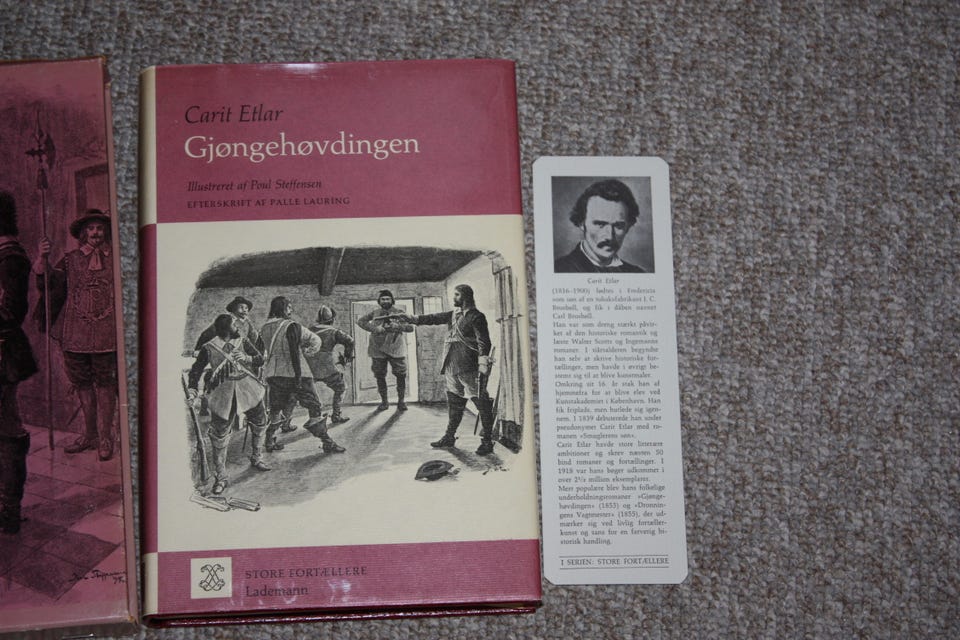 Carit Etlar
Gjøngehøvdingen
Illustreret af Poul Steffensen
EFTERSKRIFT AF PALLE LAURING
STORE FORTÆLLERE
Lademann
Carit Etlar
(1816-1900) fødtes i Fredericia
som søn af en tobaksfabrikant J. C.
Brosbøll, og fik i dåben navnet
Carl Brosbøll.
Han var som dreng stærkt påvir-
ket af den historiske romantik og
læste Walter Scotts og Ingemanns
romaner. I tiårsalderen begyndte
han selv at skrive historiske for-
tællinger, men havde i øvrigt be-
stemt sig til at blive kunstmaler.
Omkring sit 16. år stak han af
hjemmefra for at blive elev ved
Kunstakademiet i København. Han
fik friplads, men hutlede sig igen-
nem. I 1839 debuterede han under
pseudonymet Carit Etlar med ro-
manen »Smuglerens søn«.
Carit Etlar havde store litterære
ambitioner og skrev næsten 50
bind romaner og fortællinger. I
1918 var hans bøger udkommet i
over 2½ million eksemplarer.
Mest populære blev hans folkelige
underholdningsromaner »Gjønge-
høvdingen« (1853) og »Dronnin-
gens Vagtmester« (1855), der ud-
mærker sig ved livlig fortæller-
kunst og sans for en farverig hi-
storisk handling.
I SERIEN: STORE FORTÆLLERE